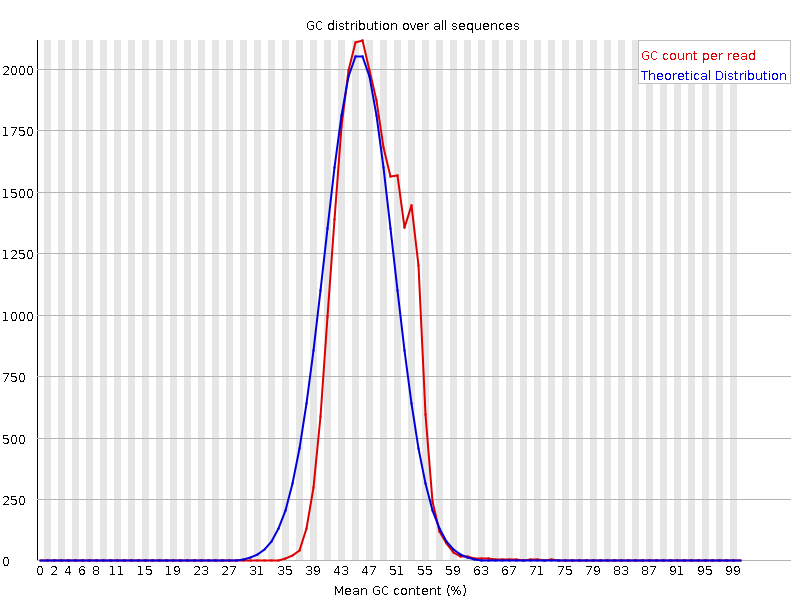 GC distribution over all sequences
GC count per read
Theoretical Distribution
2000
1750
1500
1250
1000
750
500
250
0
0 2 4 6 8 11 15 19 23 27 31 35 39 43 47 51 55 59 63 67 71 75 79 83 87 91 95 99
Mean GC content (%)